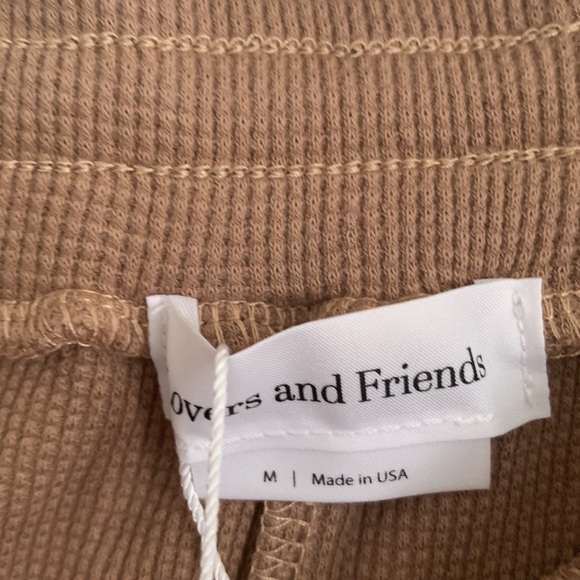 overs and Friends
M | Made in USA